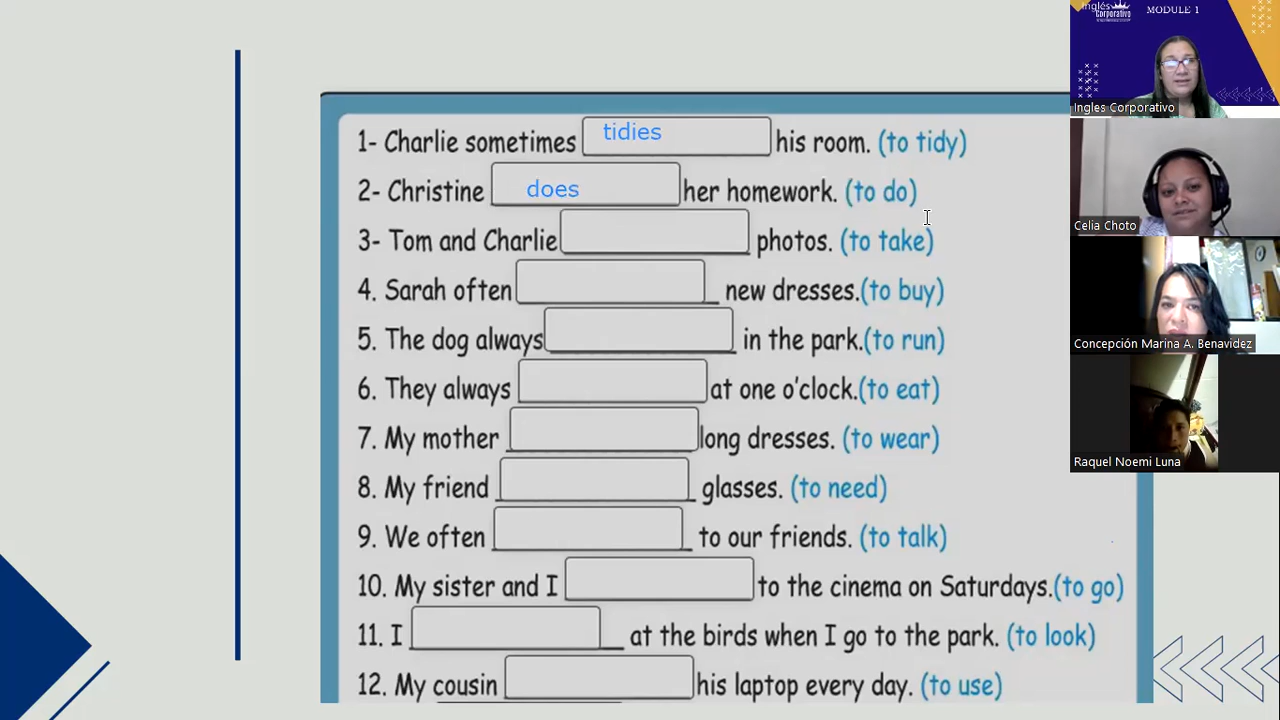 1- Charlie sometimes tidies his room. (to tidy)
2- Christine does her homework. (to do)
3- Tom and Charlie photos. (to take)
4. Sarah often new dresses.(to buy)
5. The dog always in the park.(to run)
6. They always at one o'clock.(to eat)
7. My mother long dresses. (to wear)
8. My friend glasses. (to need)
9. We often to our friends. (to talk)
10. My sister and I to the cinema on Saturdays.(to go)
11. I at the birds when I go to the park. (to look)
12. My cousin his laptop every day. (to use)
Inglés
Corporativo
MODULE 1
Ingles Corporativo
Celia Choto
Concepción Marina A. Benavidez
Raquel Noemi Luna